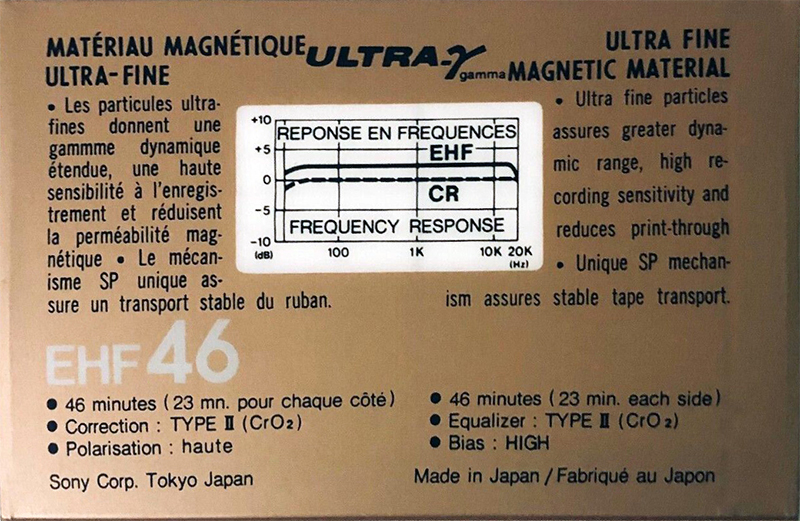 MATÉRIAU MAGNÉTIQUE
ULTRA-FINE
ULTRA-γ
gamma
ULTRA FINE
MAGNETIC MATERIAL
• Les particules ultra-
fines donnent une
gammme dynamique
étendue, une haute
sensibilité à l'enregis-
trement et réduisent
la perméabilité mag-
nétique • Le mécan-
isme SP unique as-
sure un transport stable du ruban.
+10
+5
0
−5
−10
(dB)
REPONSE EN FREQUENCES
EHF
CR
FREQUENCY RESPONSE
100 1K 10K 20K
(Hz)
• Ultra fine particles
assures greater dyna-
mic range, high re-
cording sensitivity and
reduces print-through
• Unique SP mechan-
ism assures stable tape transport.
EHF 46
• 46 minutes (23 mn. pour chaque côté)
• Correction : TYPE II (CrO₂)
• Polarisation : haute
Sony Corp. Tokyo Japan
• 46 minutes (23 min. each side)
• Equalizer : TYPE II (CrO₂)
• Bias : HIGH
Made in Japan / Fabriqué au Japon